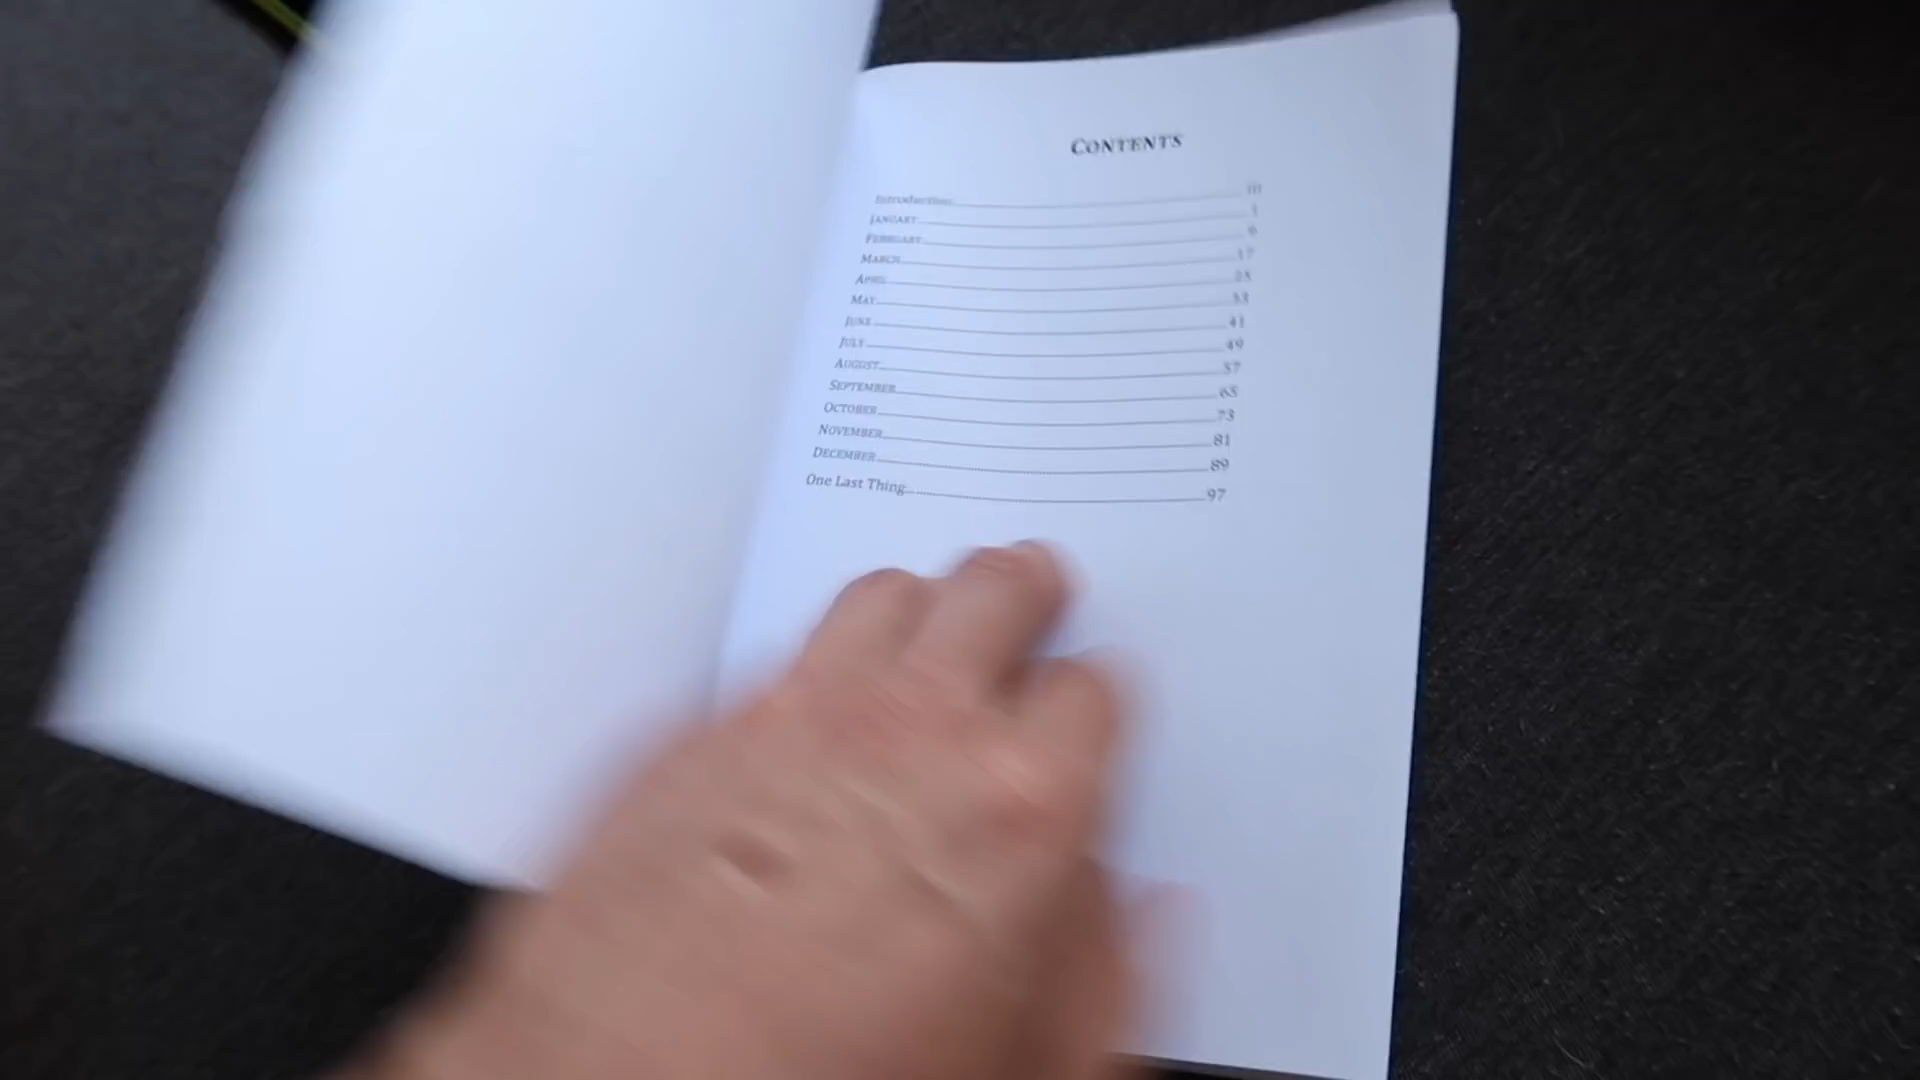 CONTENTS
Introduction
JANUARY
FEBRUARY
MARCH 17
APRIL
MAY
JUNE 41
JULY 49
AUGUST 57
SEPTEMBER 65
OCTOBER 73
NOVEMBER 81
DECEMBER 89
One Last Thing 97